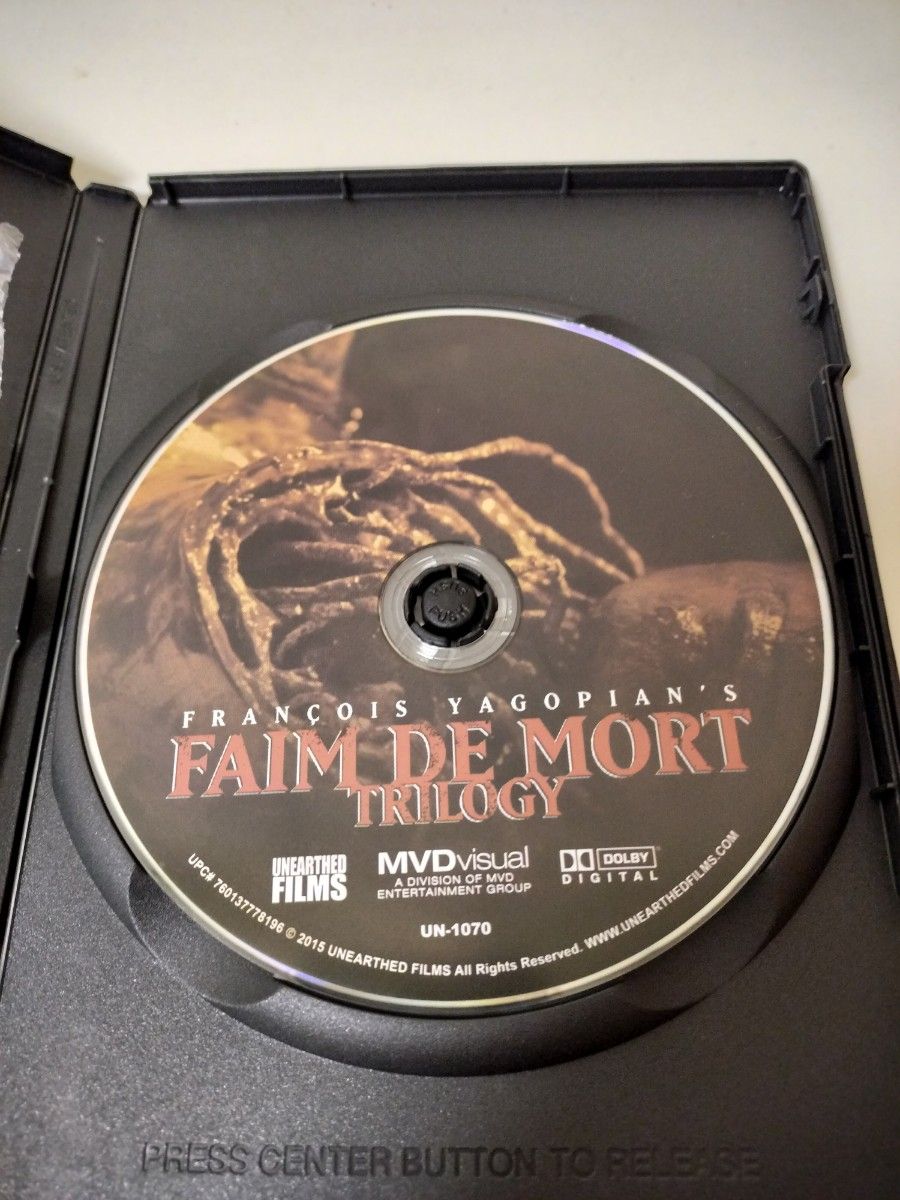 FRANÇOIS YAGOPIAN'S
FAIM DE MORT
TRILOGY
UNEARTHED
FILMS
MVDvisual
A DIVISION OF MVD
ENTERTAINMENT GROUP
DOLBY
DIGITAL
UN-1070
UPC# 760137778196 © 2015 UNEARTHED FILMS All Rights Reserved. WWW.UNEARTHEDFILMS.COM
PUSH
PRESS CENTER BUTTON TO RELEASE